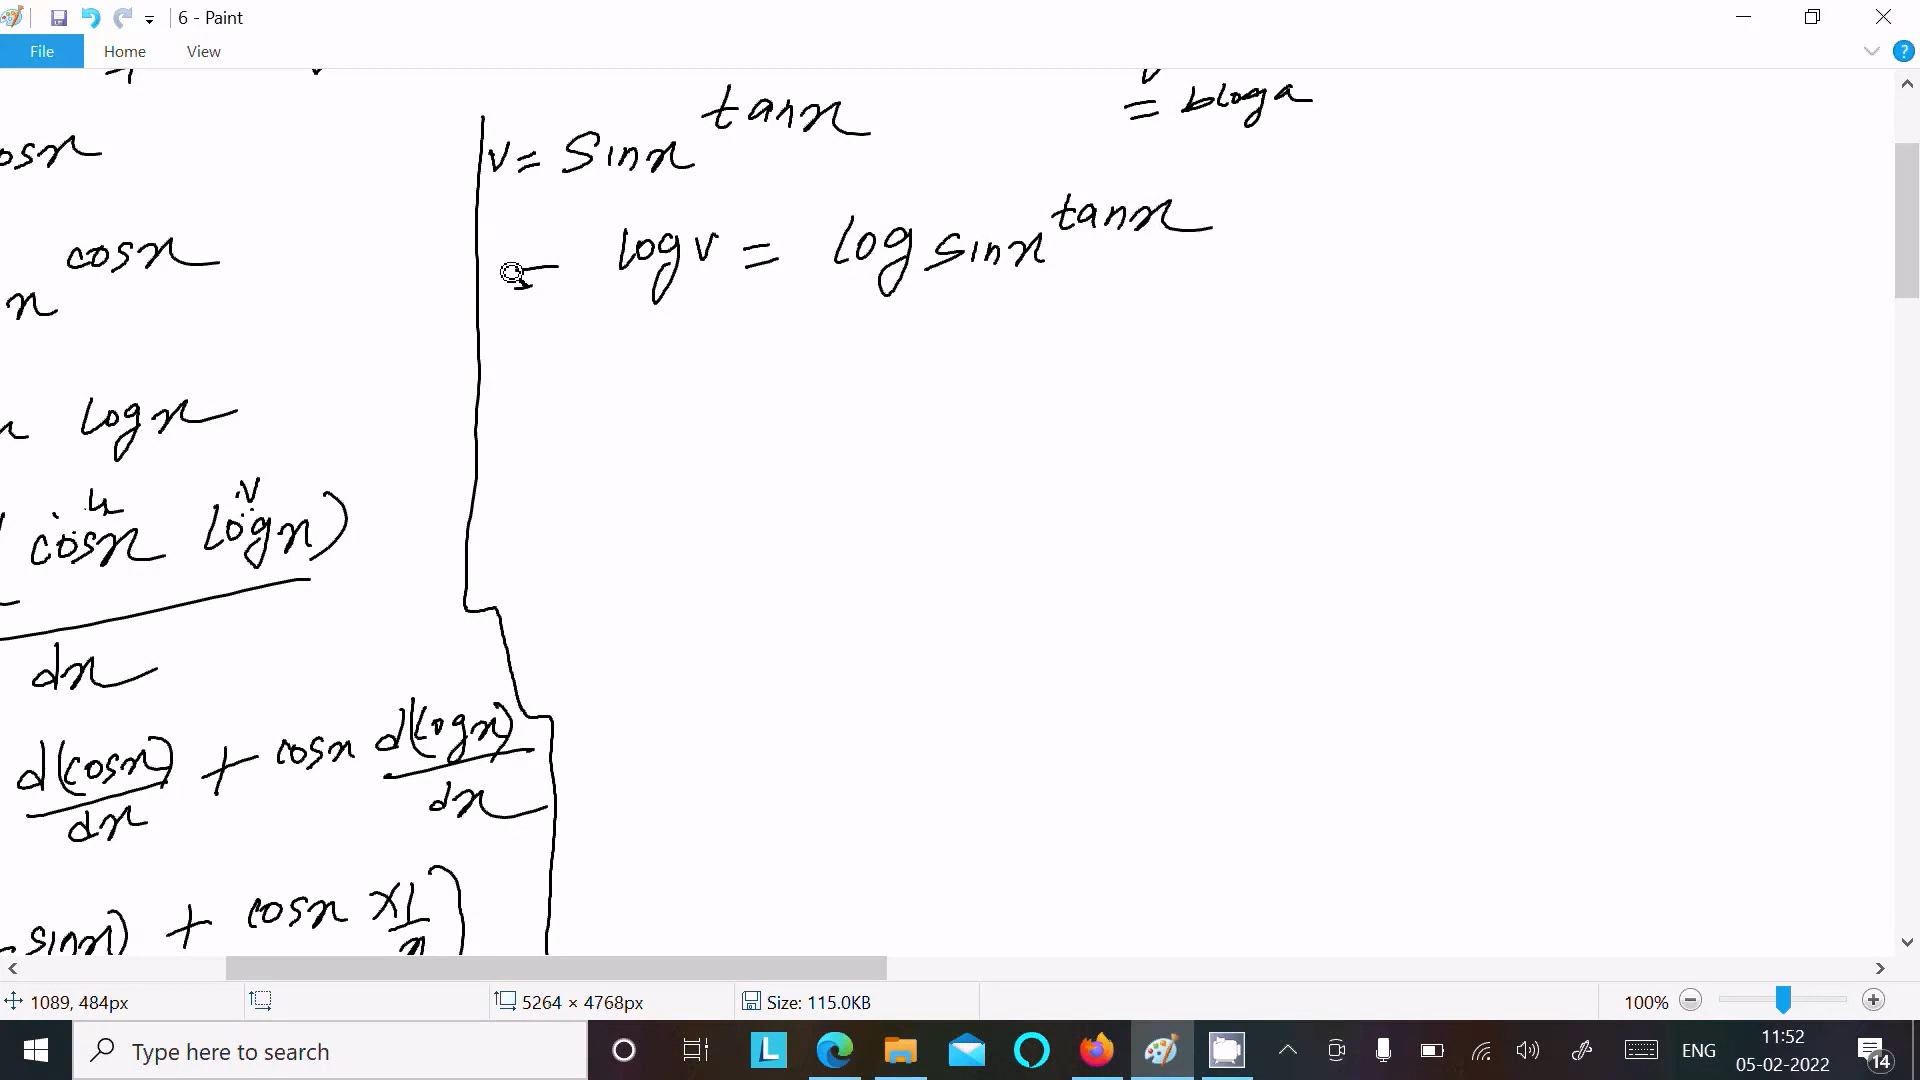 6 - Paint
File Home View
= b log a
cosx
v = sinx^tanx
cosx
x
log v = log sinx^tanx
logx
u v
cosx logx)
dx
d(cosx)/dx + cosx d(logx)/dx
sinx) + cosx × 1/x)
1089, 484px 5264 × 4768px Size: 115.0KB 100%
Type here to search
ENG 11:52
05-02-2022 14